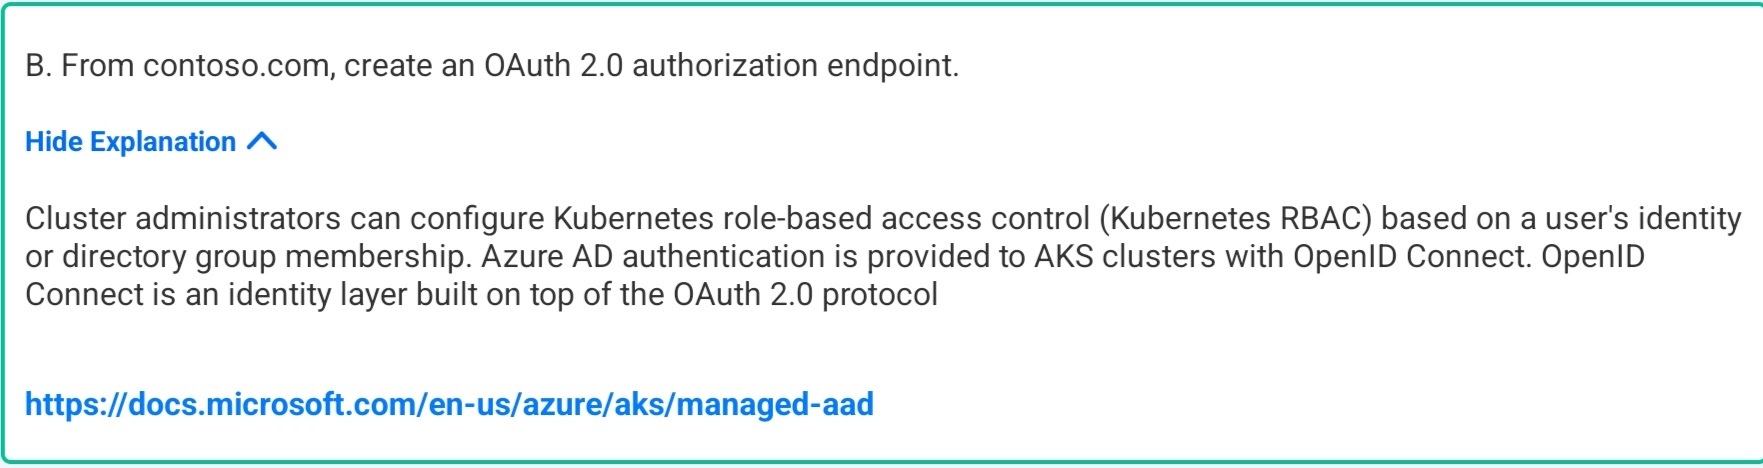 B. From contoso.com, create an OAuth 2.0 authorization endpoint.
Hide Explanation
Cluster administrators can configure Kubernetes role-based access control (Kubernetes RBAC) based on a user's identity
or directory group membership. Azure AD authentication is provided to AKS clusters with OpenID Connect. OpenID
Connect is an identity layer built on top of the OAuth 2.0 protocol
https://docs.microsoft.com/en-us/azure/aks/managed-aad